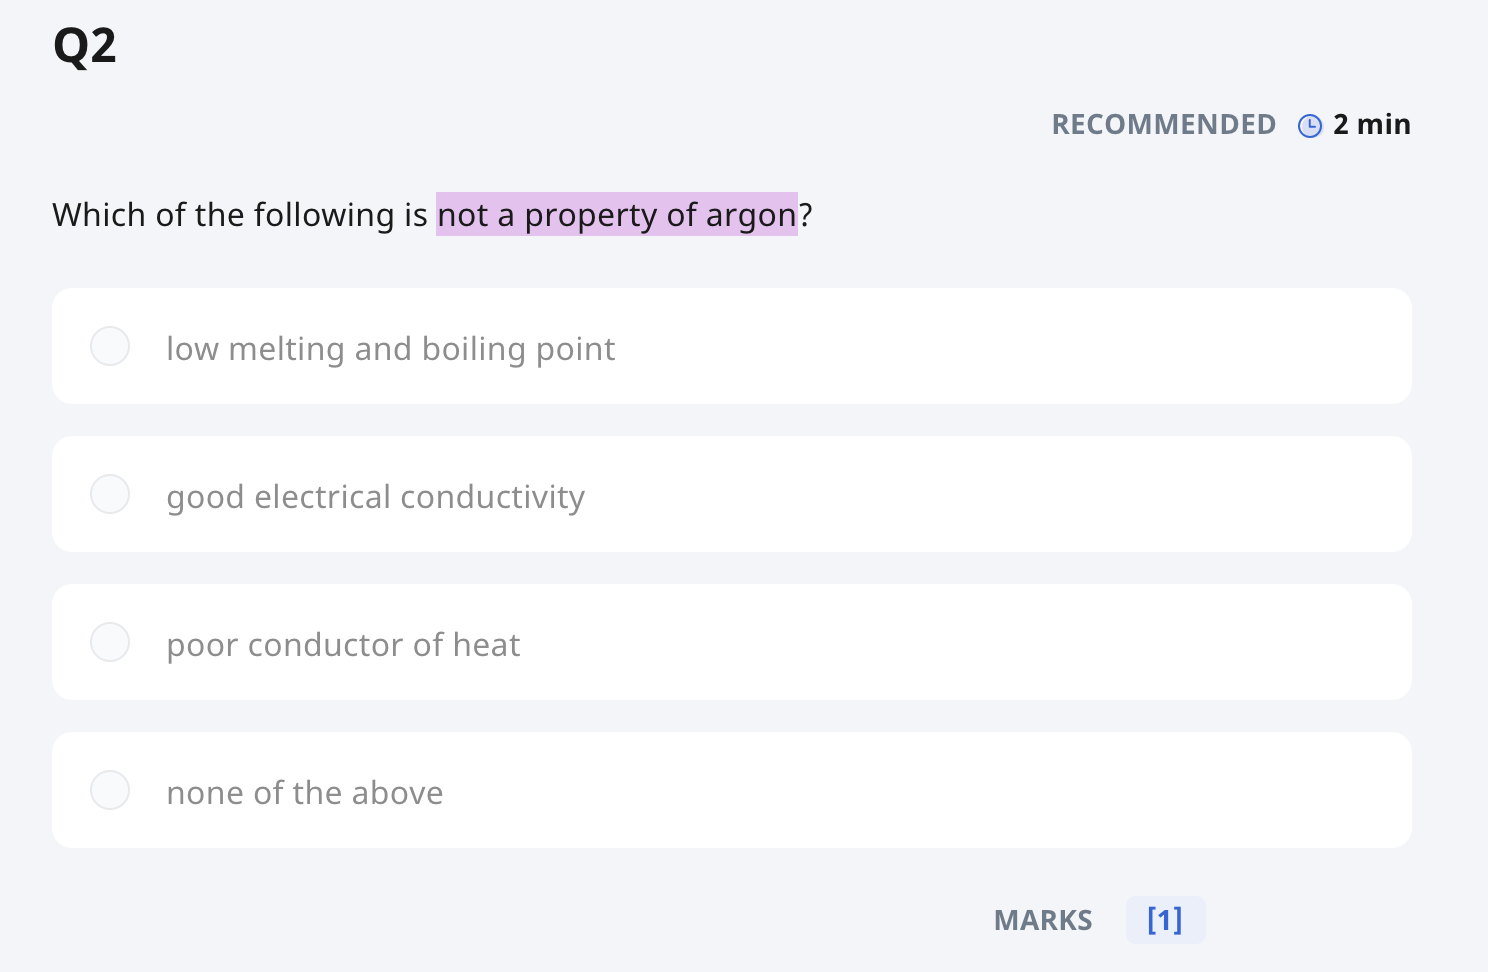 Q2
RECOMMENDED 2 min
Which of the following is not a property of argon?
low melting and boiling point
good electrical conductivity
poor conductor of heat
none of the above
MARKS [1]